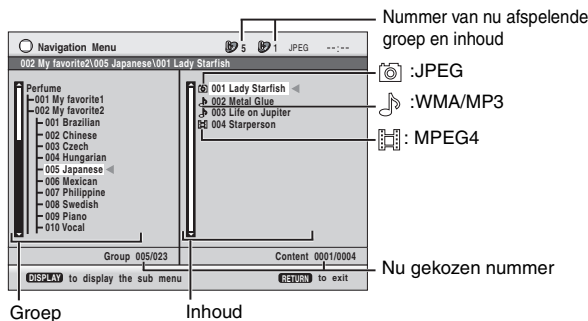 Nummer van nu afspelende
groep en inhoud
Navigation Menu
5 1 JPEG --:--
002 My favorite2\005 Japanese\001 Lady Starfish
Perfume
001 My favorite1
002 My favorite2
001 Brazilian
002 Chinese
003 Czech
004 Hungarian
005 Japanese
006 Mexican
007 Philippine
008 Swedish
009 Piano
010 Vocal
001 Lady Starfish
002 Metal Glue
003 Life on Jupiter
004 Starperson
:JPEG
:WMA/MP3
: MPEG4
Group 005/023
Content 0001/0004
DISPLAY to display the sub menu
RETURN to exit
Nu gekozen nummer
Groep
Inhoud